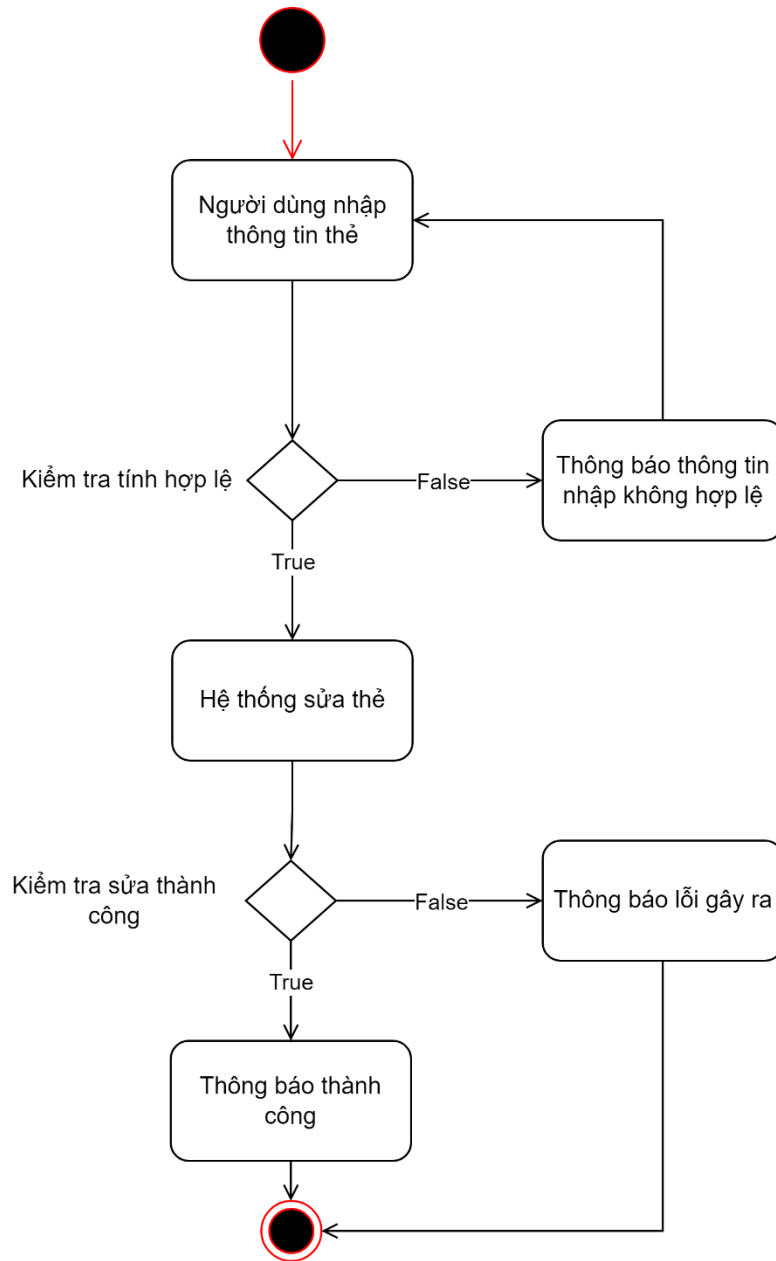 Người dùng nhập
thông tin thẻ
Kiểm tra tính hợp lệ
False
Thông báo thông tin
nhập không hợp lệ
True
Hệ thống sửa thẻ
Kiểm tra sửa thành
công
False
Thông báo lỗi gây ra
True
Thông báo thành
công